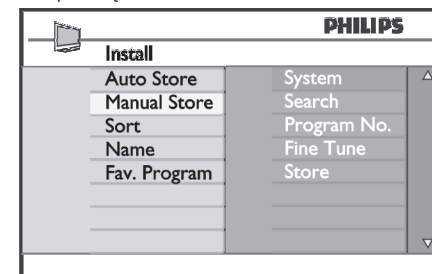 PHILIPS
Install
Auto Store
Manual Store
Sort
Name
Fav. Program
System
Search
Program No.
Fine Tune
Store